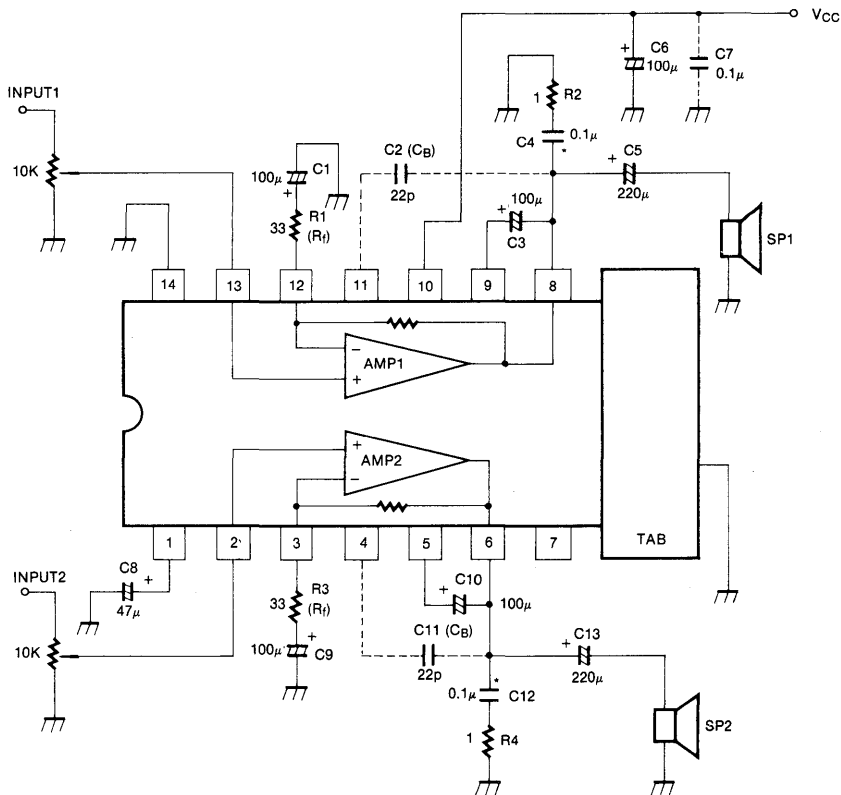 VCC
C6
100μ
C7
0.1μ
INPUT1
10K
1
R2
0.1μ
C4
*
C2 (CB)
22p
C5
220μ
100μ
C1
33
R1
(Rf)
100μ
C3
SP1
14
13
12
11
10
9
8
AMP1
AMP2
TAB
1
2
3
4
5
6
7
C8
47μ
INPUT2
10K
33
R3
(Rf)
100μ
C9
C10
100μ
C11 (CB)
22p
C13
220μ
0.1μ
*
C12
1
R4
SP2